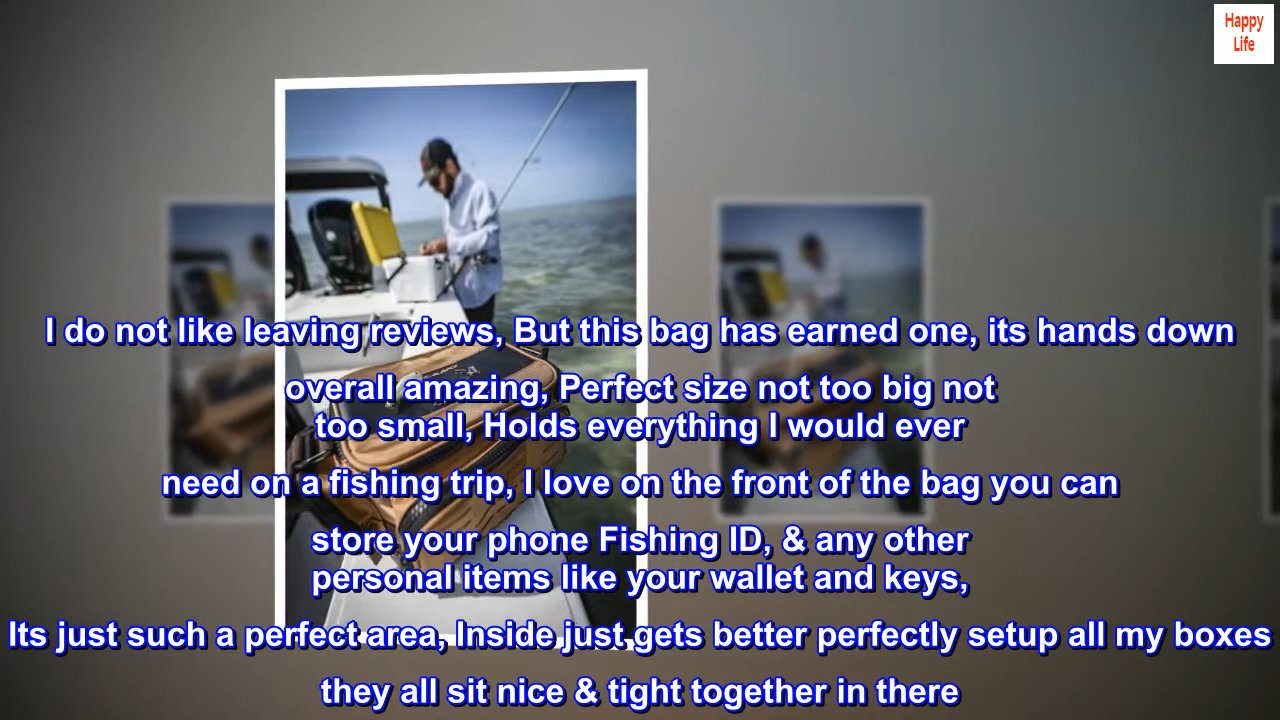 Happy
Life
I do not like leaving reviews, But this bag has earned one, its hands down
overall amazing, Perfect size not too big not
too small, Holds everything I would ever
need on a fishing trip, I love on the front of the bag you can
store your phone Fishing ID, & any other
personal items like your wallet and keys,
Its just such a perfect area, Inside just gets better perfectly setup all my boxes
they all sit nice & tight together in there